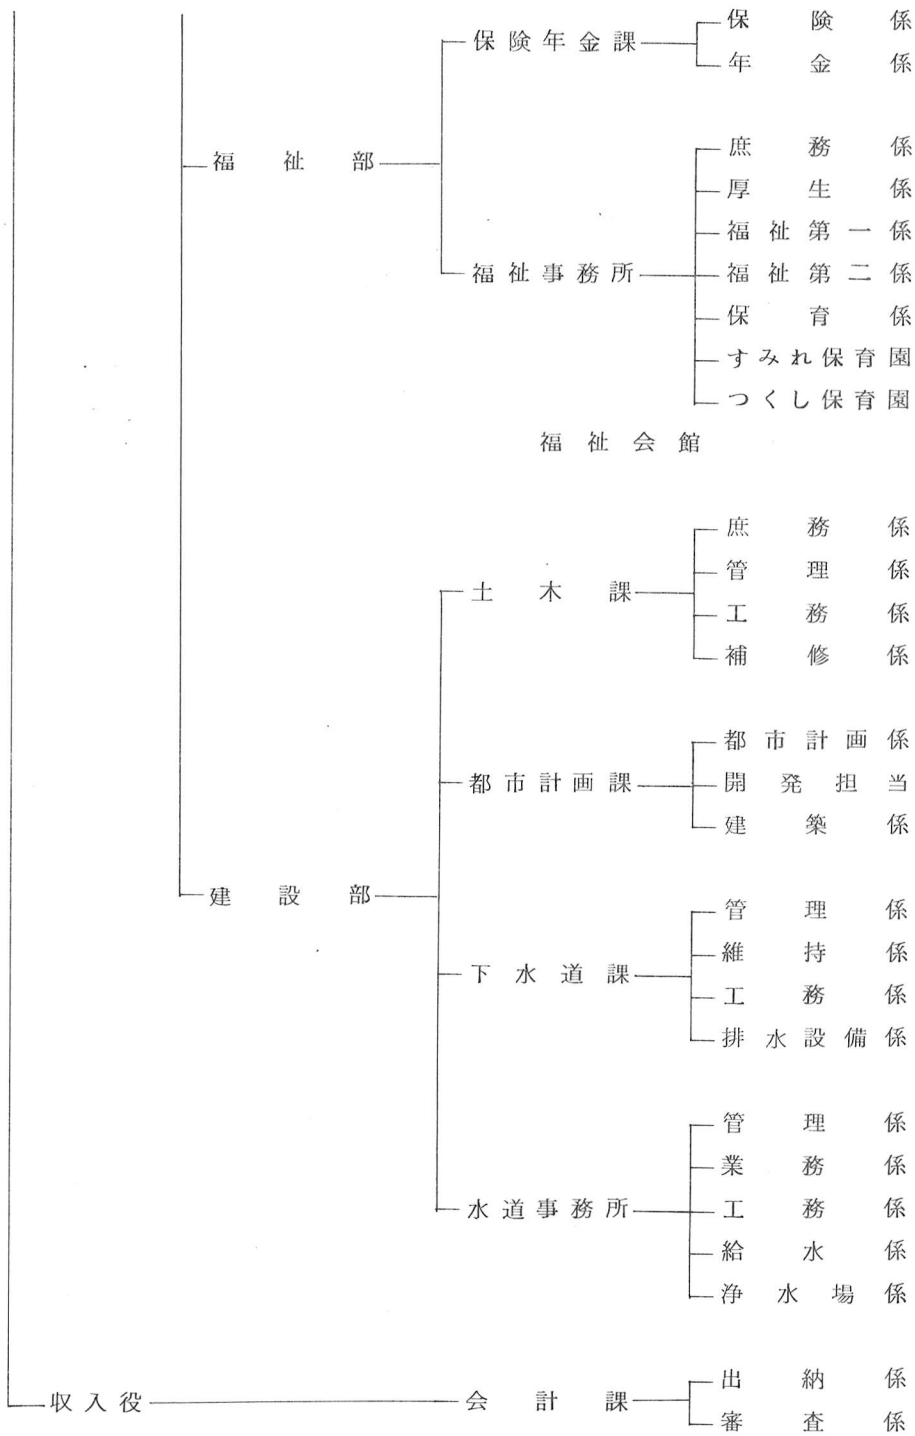 保険係
保険年金課
年金係
庶務係
福祉部
厚生係
福祉第一係
福祉事務所
福祉第二係
保育係
すみれ保育園
つくし保育園
福祉会館
庶務係
管理係
土木課
工務係
補修係
都市計画係
都市計画課
開発担当
建築係
建設部
管理係
維持係
下水道課
工務係
排水設備係
管理係
業務係
水道事務所
工務係
給水係
浄水場係
出納係
収入役
会計課
審査係